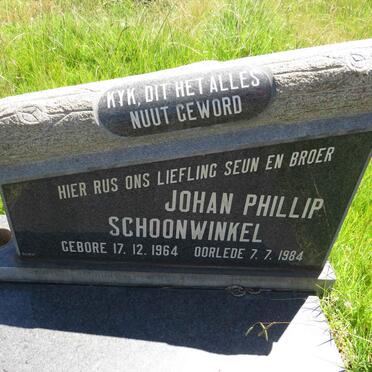 KYK, DIT HET ALLES
NUUT GEWORD
HIER RUS ONS LIEFLING SEUN EN BROER
JOHAN PHILLIP
SCHOONWINKEL
GEBORE 17. 12. 1964 OORLEDE 7. 7. 1984